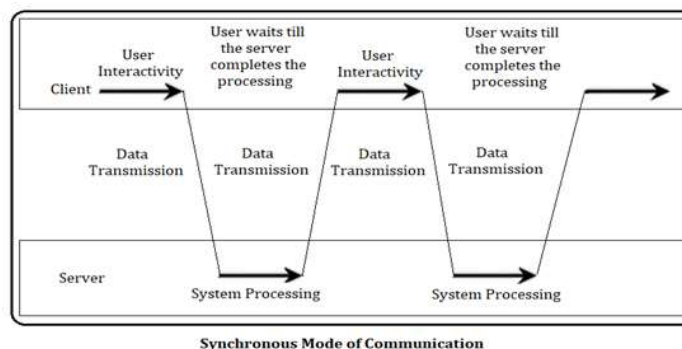 User waits till
the server
completes the
processing
User
Interactivity
User waits till
the server
completes the
processing
User
Interactivity
Client
Data
Transmission
Data
Transmission
Data
Transmission
Data
Transmission
Server
System Processing
System Processing
Synchronous Mode of Communication